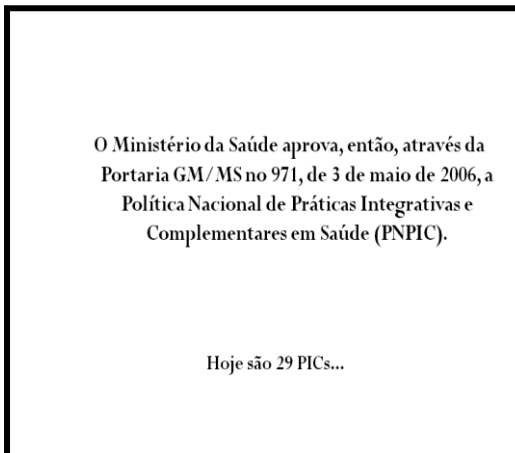 O Ministério da Saúde aprova, então, através da
Portaria GM/MS no 971, de 3 de maio de 2006, a
Política Nacional de Práticas Integrativas e
Complementares em Saúde (PNPIC).
Hoje são 29 PICs...